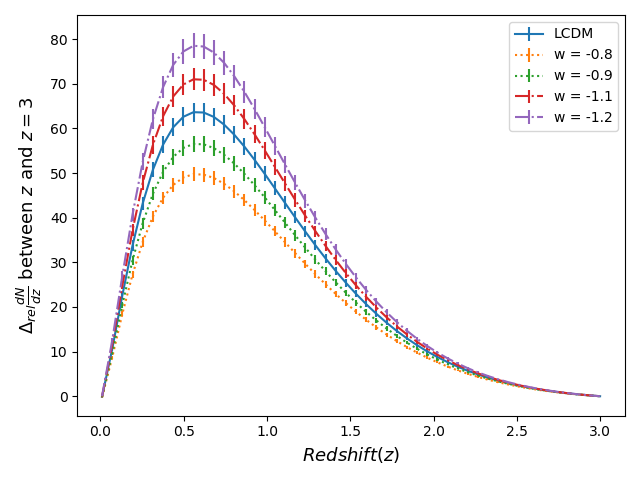 LCDM
w = -0.8
w = -0.9
w = -1.1
w = -1.2
Δ_rel dN/dz between z and z = 3
80
70
60
50
40
30
20
10
0
0.0 0.5 1.0 1.5 2.0 2.5 3.0
Redshift(z)